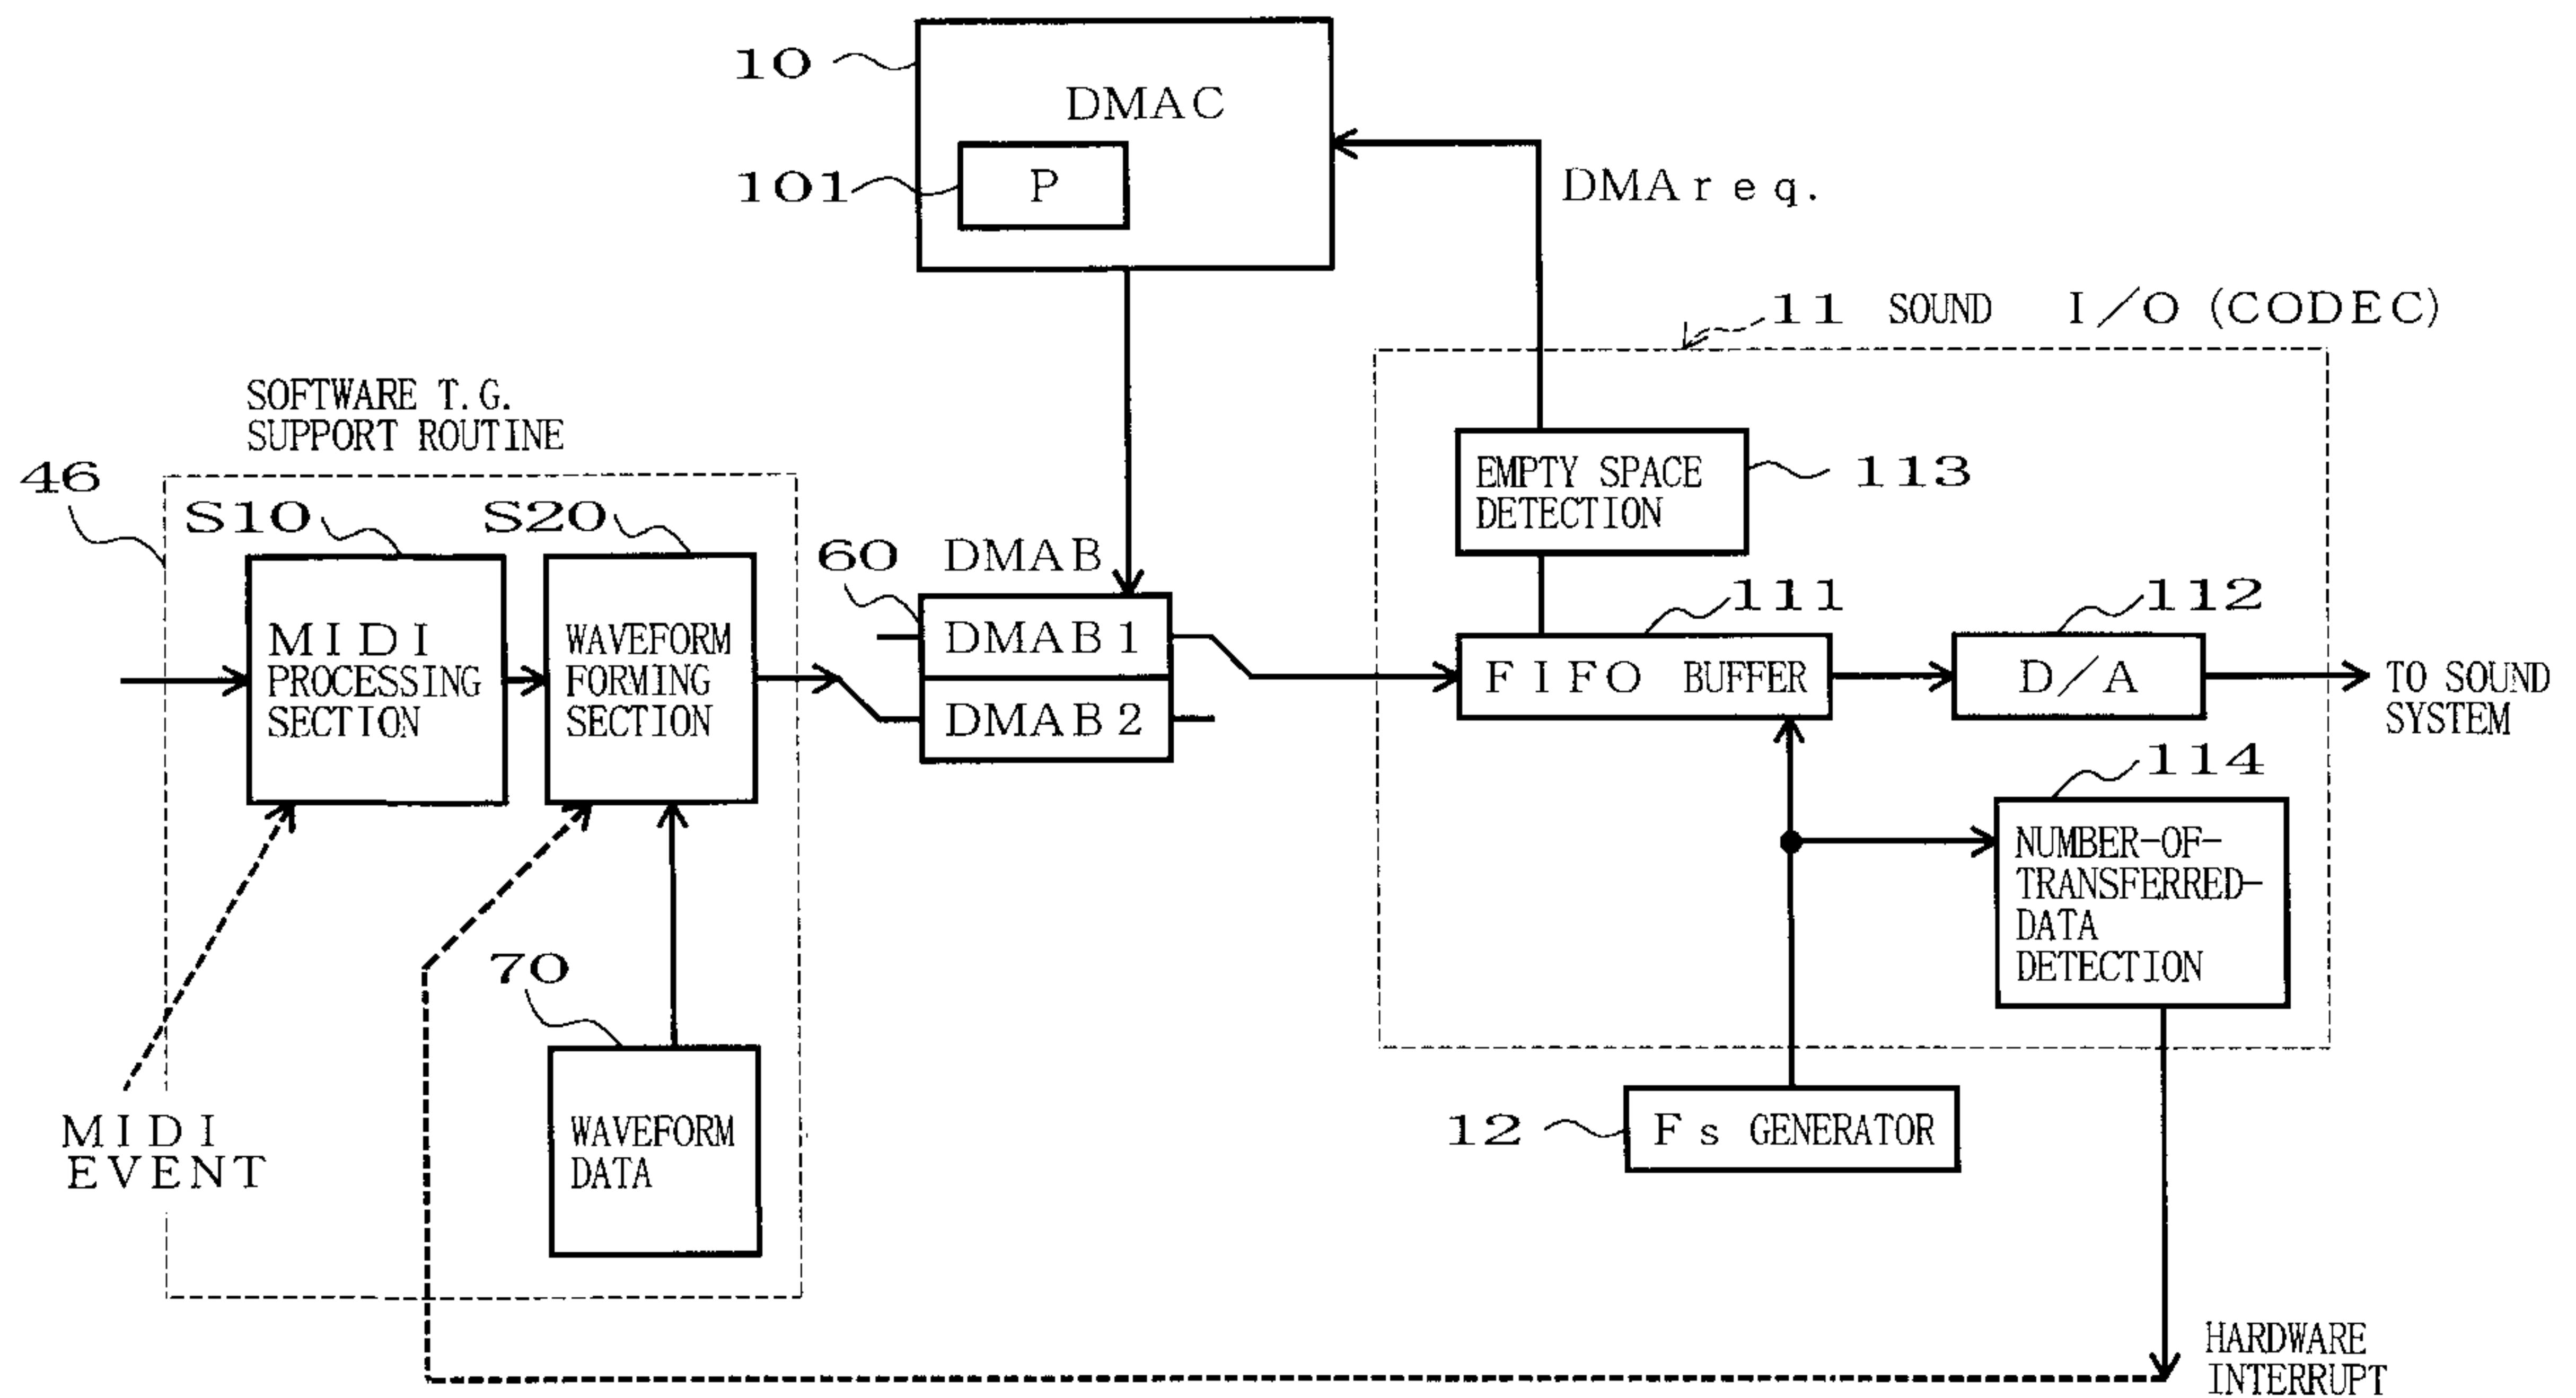 10
DMAC
101
P
DMAreq.
11 SOUND I/O (CODEC)
SOFTWARE T.G.
SUPPORT ROUTINE
46
S10
S20
EMPTY SPACE
DETECTION
113
60
DMAB
111
112
MIDI
PROCESSING
SECTION
WAVEFORM
FORMING
SECTION
DMAB1
DMAB2
FIFO BUFFER
D/A
TO SOUND
SYSTEM
114
NUMBER-OF-
TRANSFERRED-
DATA
DETECTION
70
WAVEFORM
DATA
MIDI
EVENT
12
Fs GENERATOR
HARDWARE
INTERRUPT